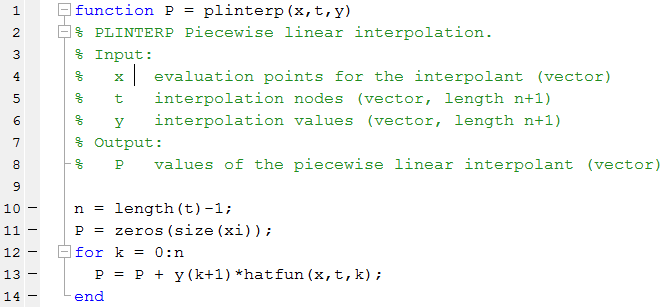 1 function P = plinterp(x,t,y)
2 % PLINTERP Piecewise linear interpolation.
3 % Input:
4 % x evaluation points for the interpolant (vector)
5 % t interpolation nodes (vector, length n+1)
6 % y interpolation values (vector, length n+1)
7 % Output:
8 % P values of the piecewise linear interpolant (vector)
9
10 n = length(t)-1;
11 P = zeros(size(xi));
12 for k = 0:n
13 P = P + y(k+1)*hatfun(x,t,k);
14 end